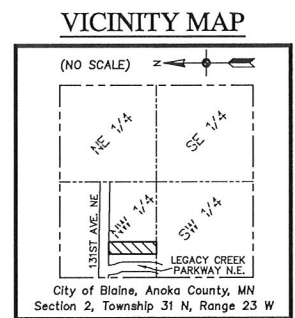 VICINITY MAP
(NO SCALE)
N
NE 1/4
SE 1/4
131ST AVE. NE
NW 1/4
SW 1/4
LEGACY CREEK
PARKWAY N.E.
City of Blaine, Anoka County, MN
Section 2, Township 31 N, Range 23 W